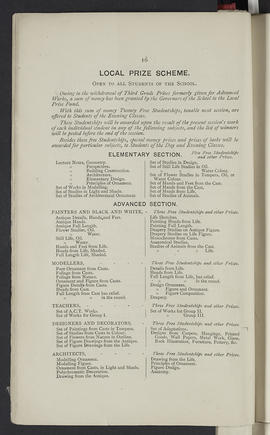 16
LOCAL PRIZE SCHEME.
OPEN TO ALL STUDENTS OF THE SCHOOL.
Owing to the withdrawal of Third Grade Prizes formerly given for Advanced
Works, a sum of money has been granted by the Governors of the School to the Local
Prize Fund.
With this sum of money Twenty Free Studentships, tenable next session, are
offered to Students of the Evening Classes.
These Studentships will be awarded upon the result of the present session's work
of each individual student in any of the following subjects, and the list of winners
will be posted before the end of the session.
Besides the above, special money prizes and prizes of books will be
awarded for particular subjects, to Students of the Day and Evening Classes.
ELEMENTARY SECTION.
Five Free Studentships and other Prizes.
Lecture Notes, Geometry.
" Perspective.
" Building Construction.
" Architecture.
" Elementary Design.
" Principles of Ornament.
Set of Works in Modelling.
Set of Studies in Light and Shade.
Set of Architectural Studies.
Set of Studies in Design.
Set of Still Life Studies in Oil.
" Water Colour.
Set of Flower Studies in Tempera, Oil, or
Water Colour.
Set of Hands and Feet from the Cast.
Set of Hands from the Cast.
Set of Studies of Ornament.
ADVANCED SECTION.
PAINTERS AND BLACK AND WHITE,
Three Free Studentships and other Prizes.
Antique Details, Hands and Feet.
Antique Heads.
Antique Full Length.
Flower Studies, Oil.
" Water.
Still Life, Oil.
" Water.
Hands and Feet from Life.
Heads from Life, Shaded.
Full Length from Life, Shaded.
Life Sketches.
Painting Heads from Life.
Painting Full Length.
Drapery Studies on Antique Figure.
Drapery Studies on Life Figure.
Monochrome from Casts.
Anatomical Studies.
Studies of Animals from the Cast.
MODELLERS,
Three Free Studentships and other Prizes.
Foro Ornament from Casts.
Foliage from Casts.
Foliage from Nature.
Ornament and Figure from Casts.
Figure Details from Casts.
Heads from Cast.
Full Length from Cast has relief.
" in the round.
Details from Life.
Heads from Life.
Full Length from Life, has relief.
" in the round.
Design Ornament.
" Figure and Ornament.
" Figure Composition.
Drapery.
TEACHERS,
Three Free Studentships and other Prizes.
Set of A.C.T. Works.
Set of Works for Group I.
Set of Works for Group II.
" Group III.
DESIGNERS AND DECORATORS,
Three Free Studentships and other Prizes.
Set of Paintings from Casts in Tempera.
Set of Studies from Casts in Colour.
Set of Flowers from Nature in Outline.
Set of Figure Drawings from the Antique.
Set of Figure Drawings from the Life.
Set of Adaptations.
Designs from Carpets, Hangings, Printed
Goods, Wall Papers, Metal Work, Glass,
Book Illustration, Furniture, Pottery, &c.
ARCHITECTS,
Three Free Studentships and other Prizes.
Modelling Ornament.
Modelling Figure.
Ornament from Casts, in Light and Shade.
Polychromatic Decoration.
Drawing from the Antique.
Drawing from the Life.
Principles of Ornament.
Figure Design.
Anatomy.